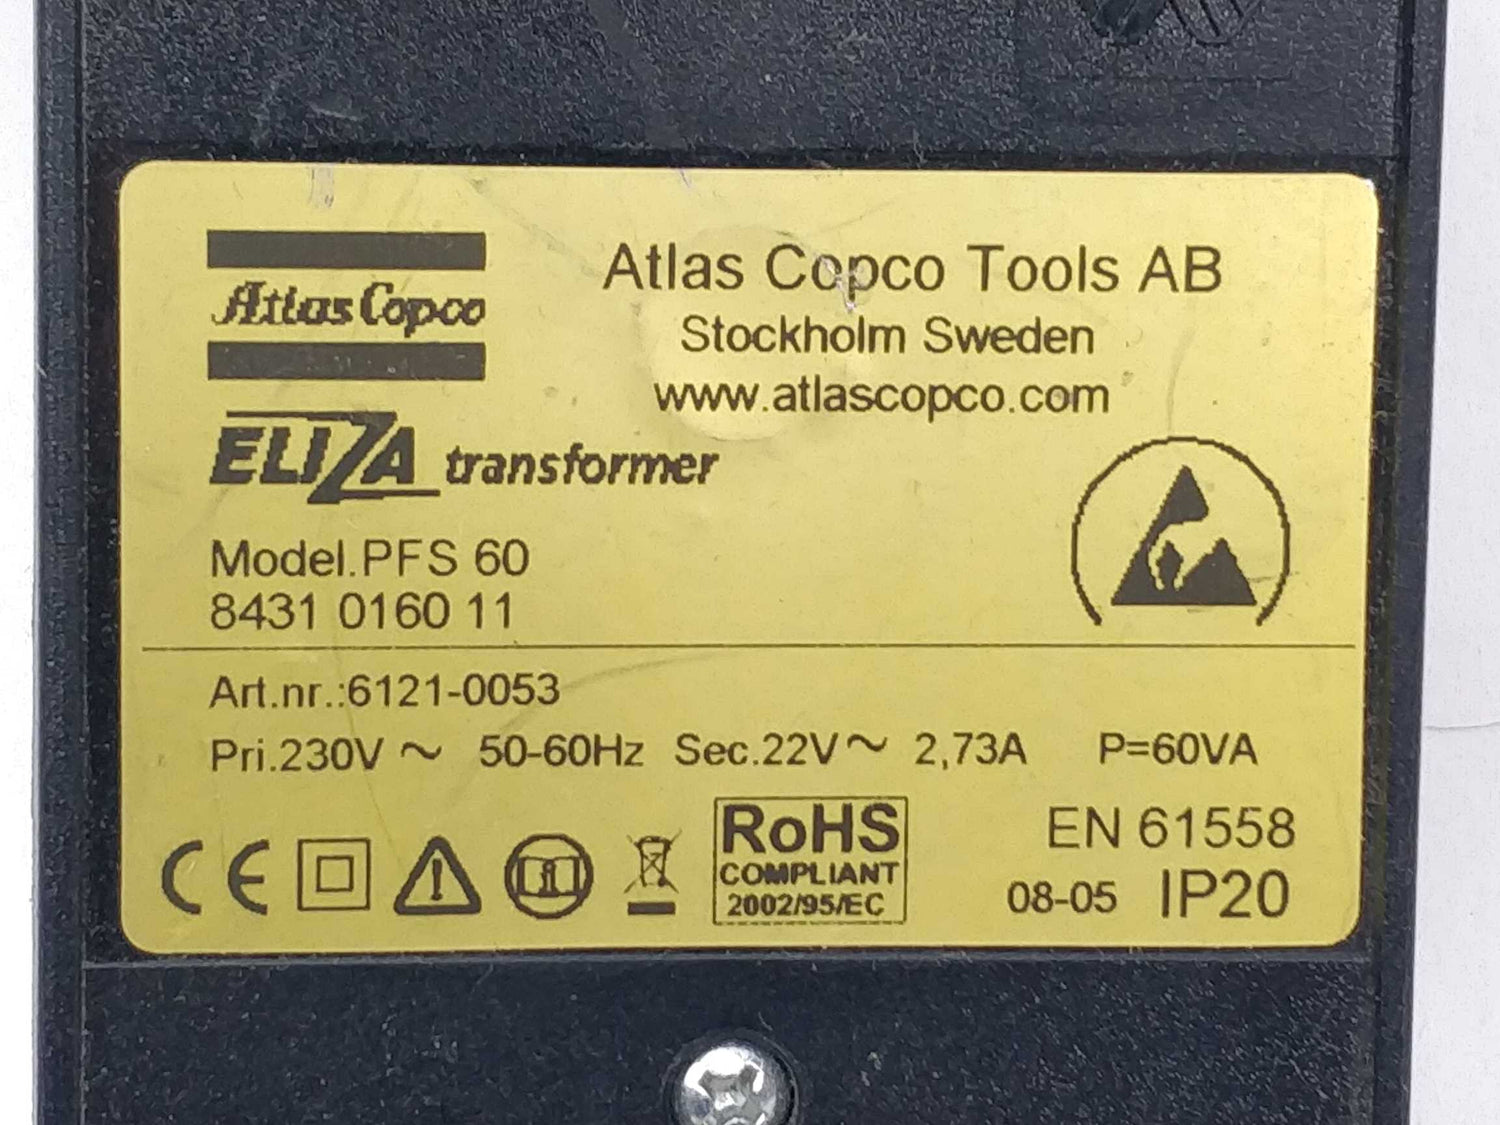 Atlas Copco
Atlas Copco Tools AB
Stockholm Sweden
www.atlascopco.com
ELIZA transformer
Model.PFS 60
8431 0160 11
Art.nr.:6121-0053
Pri.230V ~ 50-60Hz Sec.22V~ 2,73A P=60VA
CE
RoHS
COMPLIANT
2002/95/EC
EN 61558
08-05 IP20